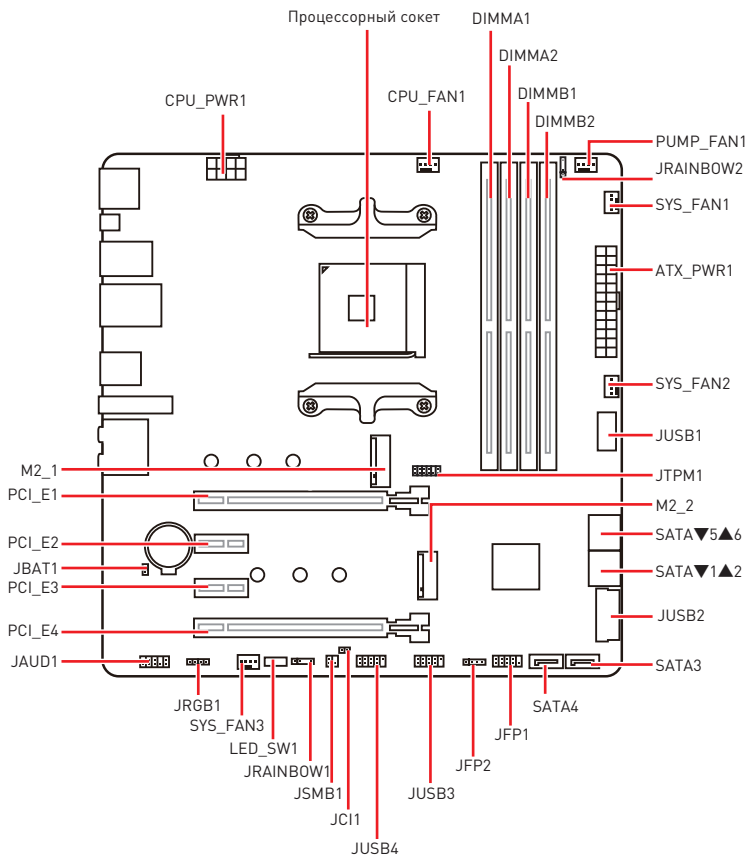 Процессорный сокет
DIMMA1
DIMMA2
CPU_PWR1
CPU_FAN1
DIMMB1
DIMMB2
PUMP_FAN1
JRAINBOW2
SYS_FAN1
ATX_PWR1
SYS_FAN2
JUSB1
M2_1
JTPM1
PCI_E1
M2_2
PCI_E2
SATA▼5▲6
JBAT1
SATA▼1▲2
PCI_E3
JUSB2
PCI_E4
JAUD1
SATA3
JRGB1
SATA4
SYS_FAN3
JFP1
LED_SW1
JFP2
JRAINBOW1
JSMB1
JUSB3
JCI1
JUSB4